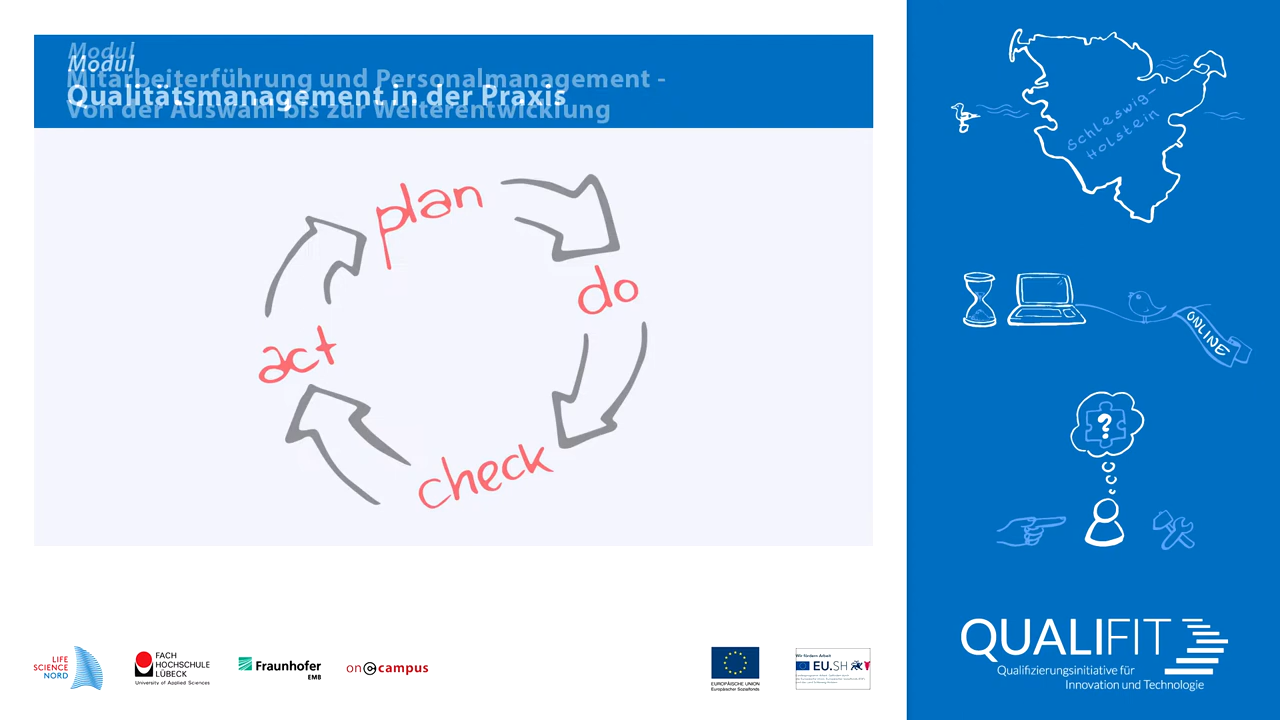 Modul
Mitarbeiterführung und Personalmanagement -
Von der Auswahl bis zur Weiterentwicklung
Modul
Qualitätsmanagement in der Praxis
plan
do
check
act
Schleswig-
Holstein
ONLINE
?
QUALIFIT
Qualifizierungsinitiative für
Innovation und Technologie
LIFE
SCIENCE
NORD
FACH
HOCHSCHULE
LÜBECK
University of Applied Sciences
Fraunhofer
EMB
on campus
EUROPÄISCHE UNION
Europäischer Sozialfonds
Wir fördern Arbeit
EU.SH